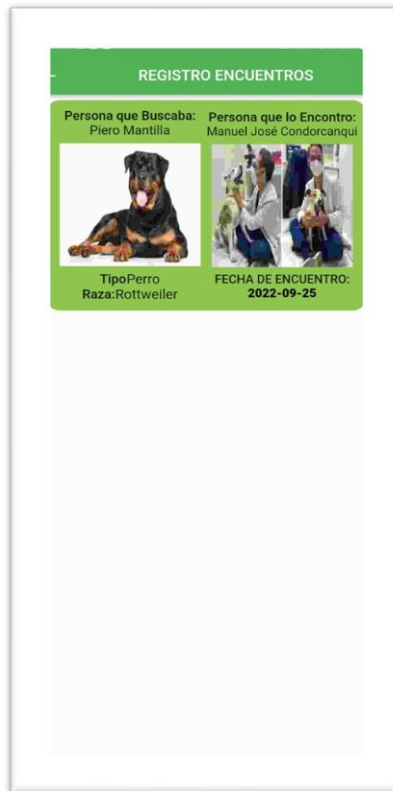 REGISTRO ENCUENTROS
Persona que Buscaba:
Piero Mantilla
Persona que lo Encontro:
Manuel José Condorcanqui
TipoPerro
Raza:Rottweiler
FECHA DE ENCUENTRO:
2022-09-25